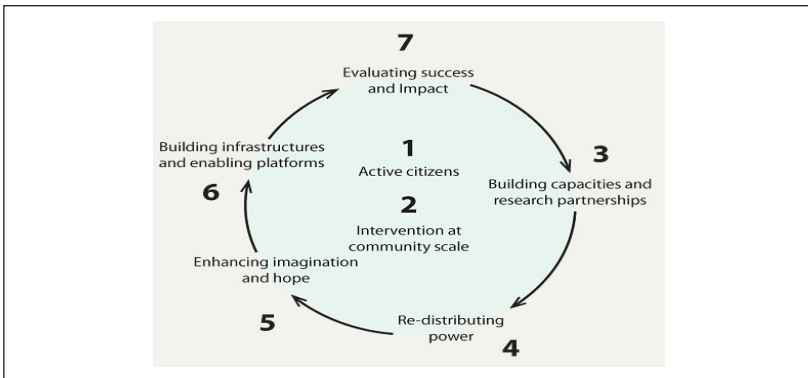 7
Evaluating success
and Impact
1
Active citizens
3
Building capacities and
research partnerships
2
Intervention at
community scale
Building infrastructures
and enabling platforms
6
Enhancing imagination
and hope
5
Re-distributing
power
4